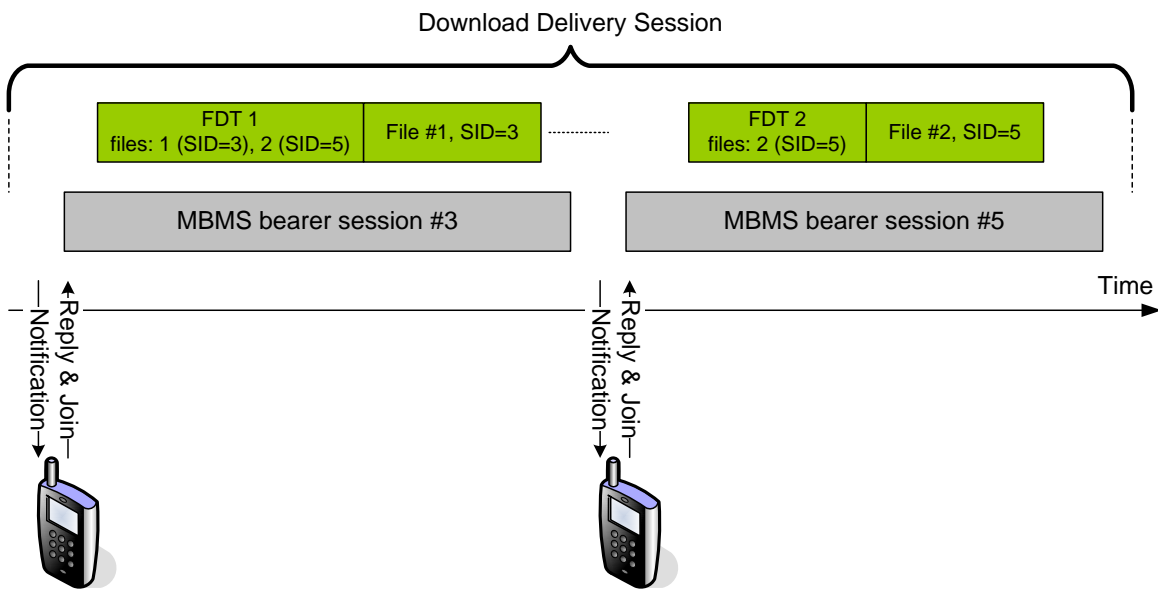 Download Delivery Session
FDT 1
files: 1 (SID=3), 2 (SID=5)
File #1, SID=3
FDT 2
files: 2 (SID=5)
File #2, SID=5
MBMS bearer session #3
MBMS bearer session #5
Time
Notification
Reply & Join
Notification
Reply & Join